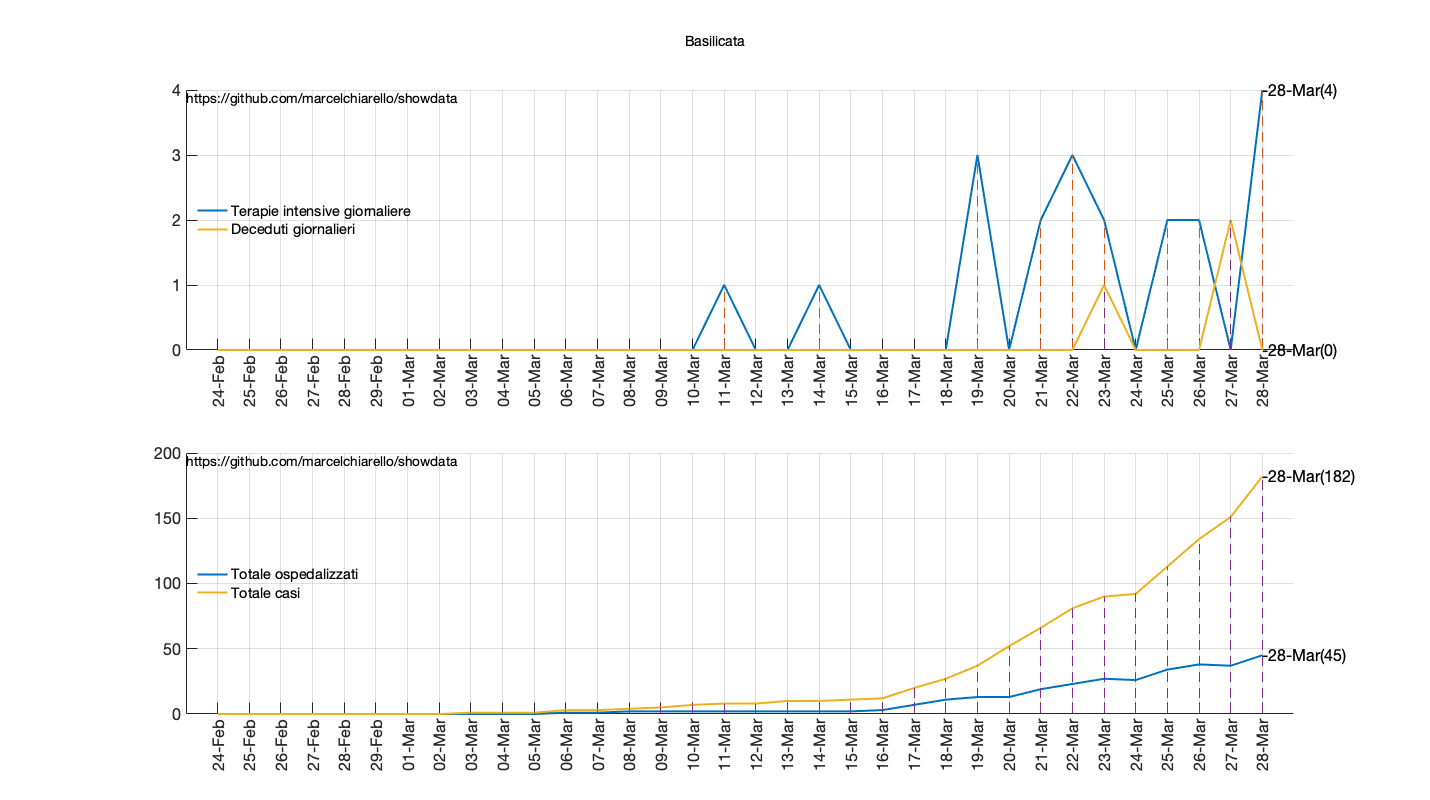 Basilicata
4
https://github.com/marcelchiarello/showdata
-28-Mar(4)
3
Terapie intensive giornaliere
2
Deceduti giornalieri
1
0
-28-Mar(0)
24-Feb
25-Feb
26-Feb
27-Feb
28-Feb
29-Feb
01-Mar
02-Mar
03-Mar
04-Mar
05-Mar
06-Mar
07-Mar
08-Mar
09-Mar
10-Mar
11-Mar
12-Mar
13-Mar
14-Mar
15-Mar
16-Mar
17-Mar
18-Mar
19-Mar
20-Mar
21-Mar
22-Mar
23-Mar
24-Mar
25-Mar
26-Mar
27-Mar
28-Mar
200
https://github.com/marcelchiarello/showdata
-28-Mar(182)
150
Totale ospedalizzati
100
Totale casi
50
-28-Mar(45)
0
24-Feb
25-Feb
26-Feb
27-Feb
28-Feb
29-Feb
01-Mar
02-Mar
03-Mar
04-Mar
05-Mar
06-Mar
07-Mar
08-Mar
09-Mar
10-Mar
11-Mar
12-Mar
13-Mar
14-Mar
15-Mar
16-Mar
17-Mar
18-Mar
19-Mar
20-Mar
21-Mar
22-Mar
23-Mar
24-Mar
25-Mar
26-Mar
27-Mar
28-Mar